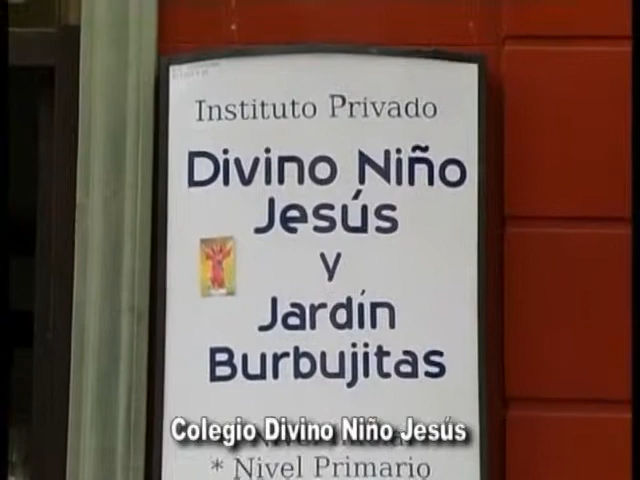 Instituto Privado
Divino Niño
Jesús
y
Jardín
Burbujitas
Colegio Divino Niño Jesús
* Nivel Primario